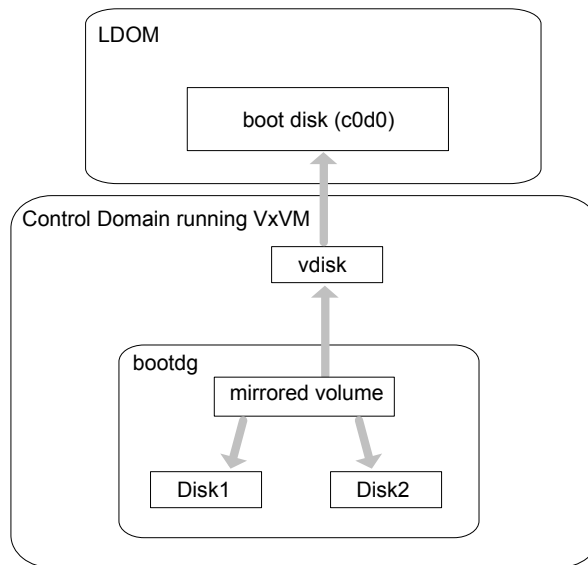 LDOM
boot disk (c0d0)
Control Domain running VxVM
vdisk
bootdg
mirrored volume
Disk1
Disk2